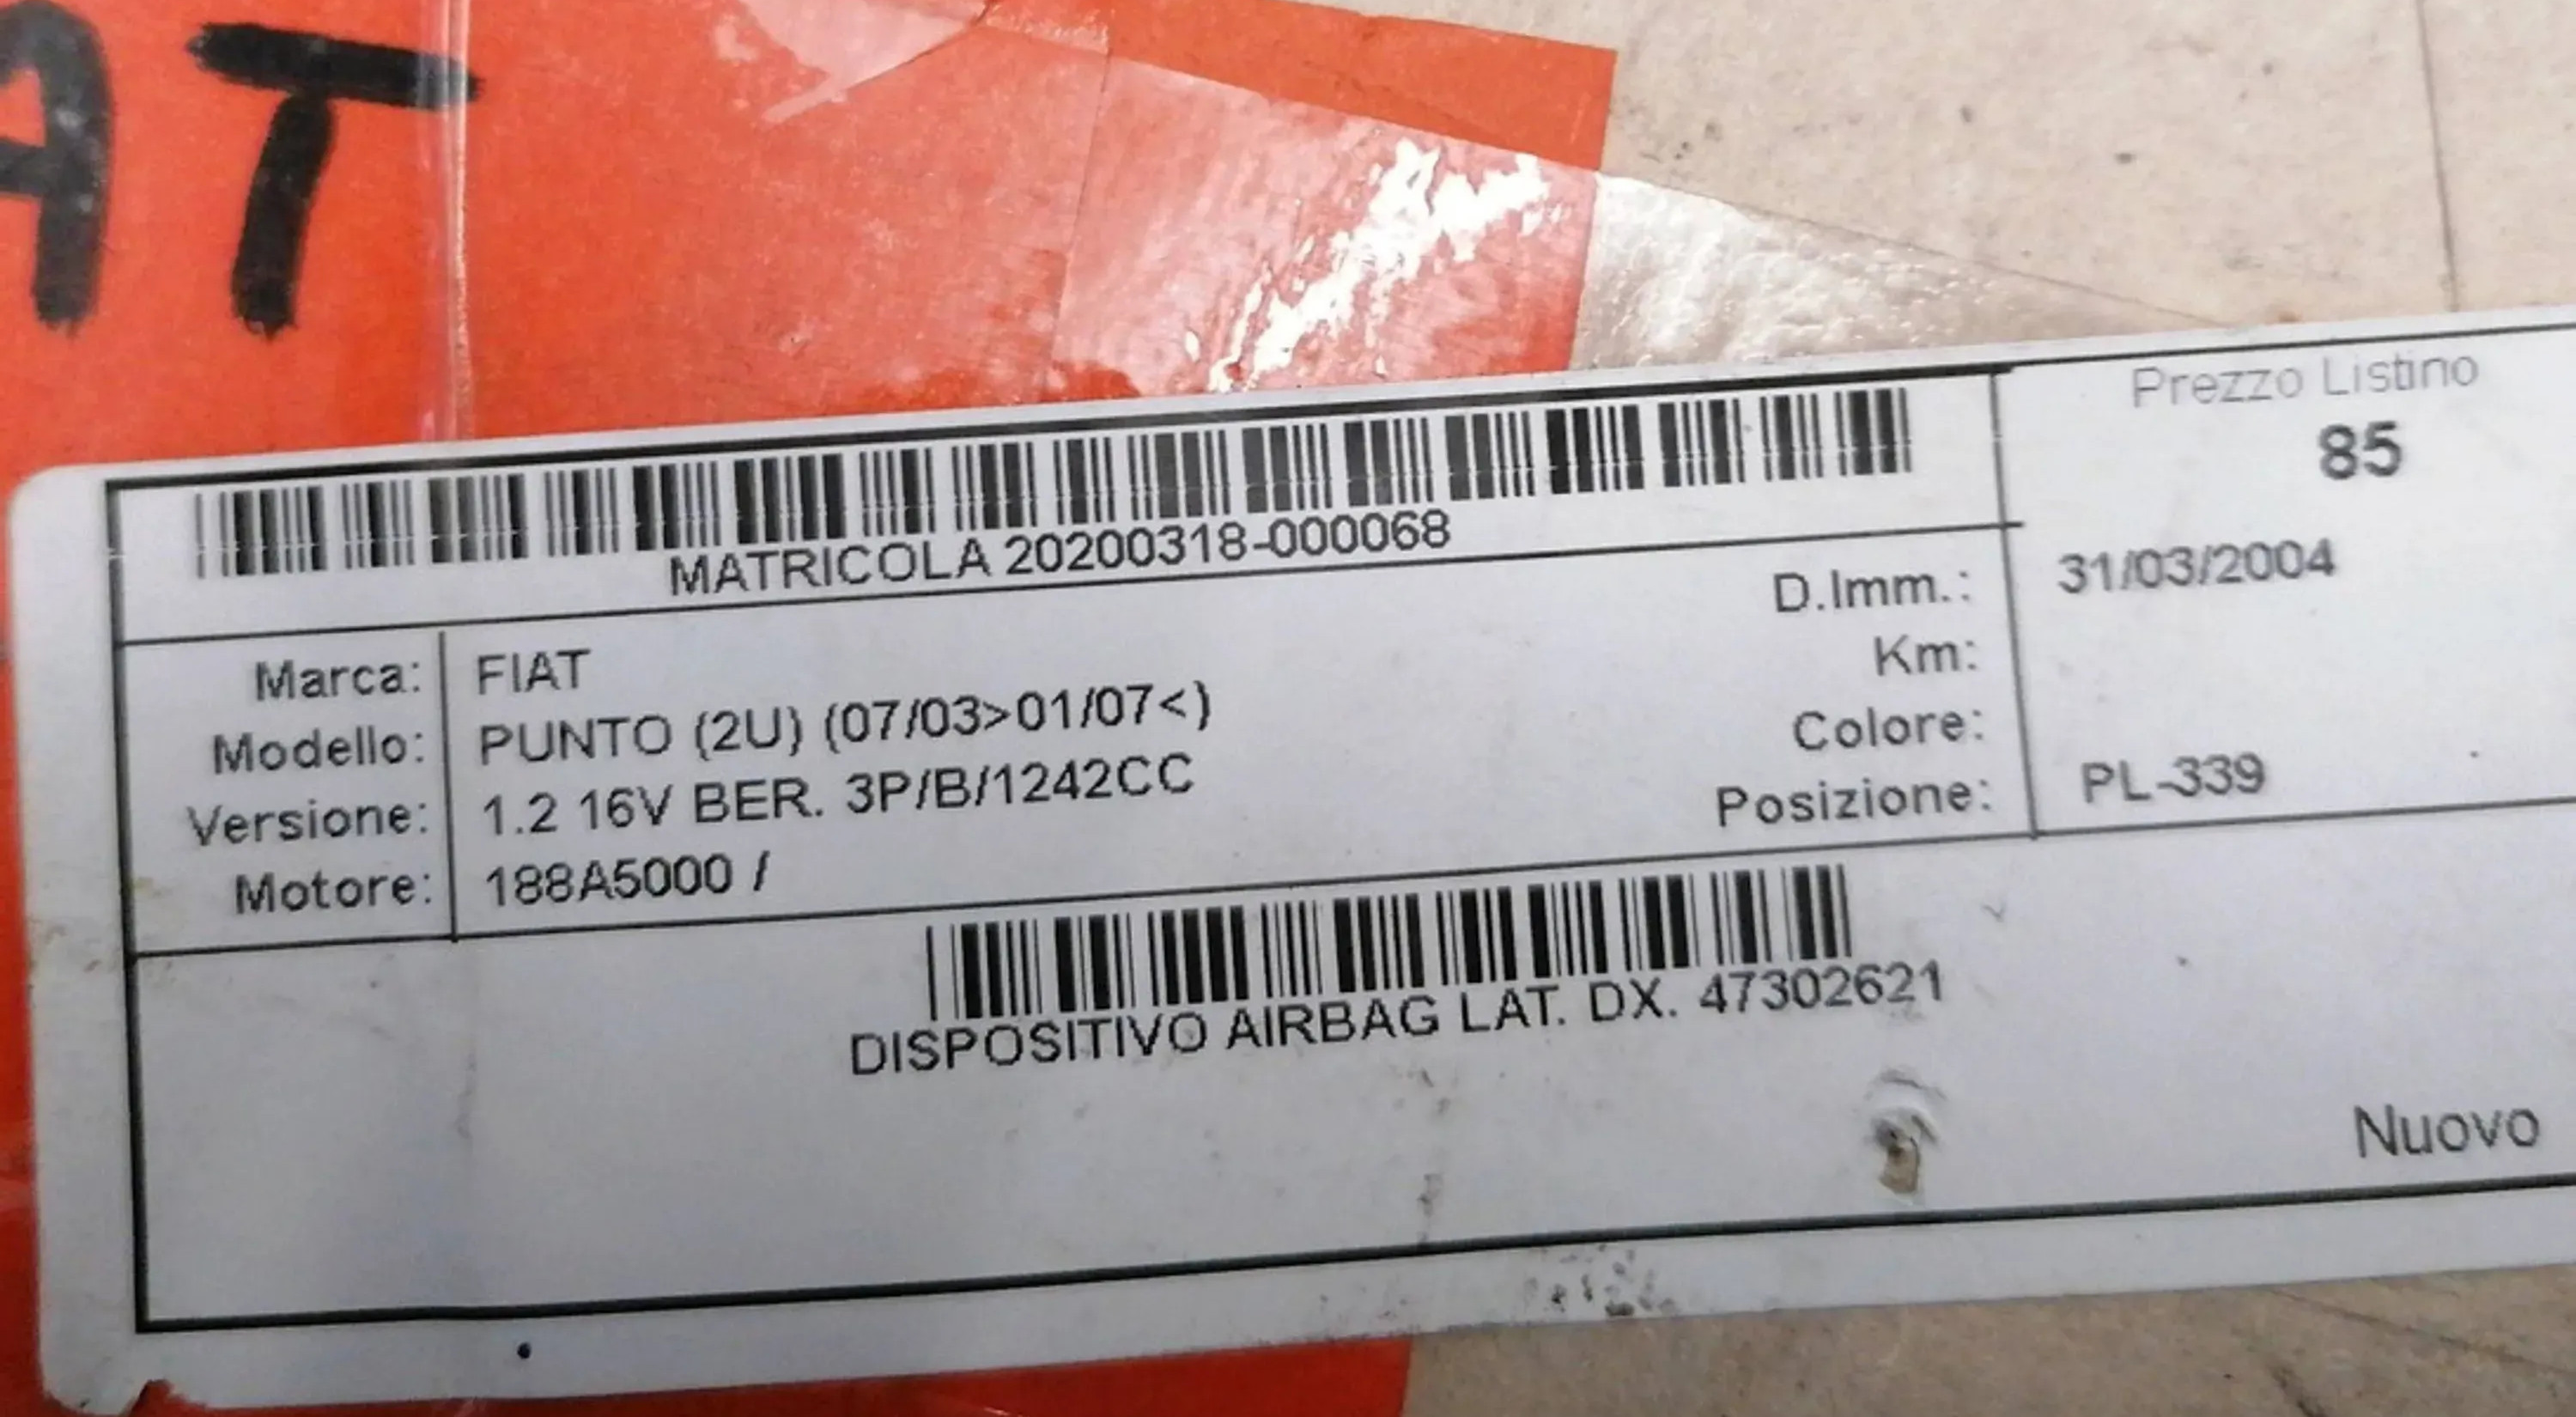 AT
Prezzo Listino
85
MATRICOLA 20200318-000068
D.Imm.: 31/03/2004
Km:
Colore:
Posizione: PL-339
Marca: FIAT
Modello: PUNTO (2U) (07/03>01/07<)
Versione: 1.2 16V BER. 3P/B/1242CC
Motore: 188A5000 /
DISPOSITIVO AIRBAG LAT. DX. 47302621
Nuovo